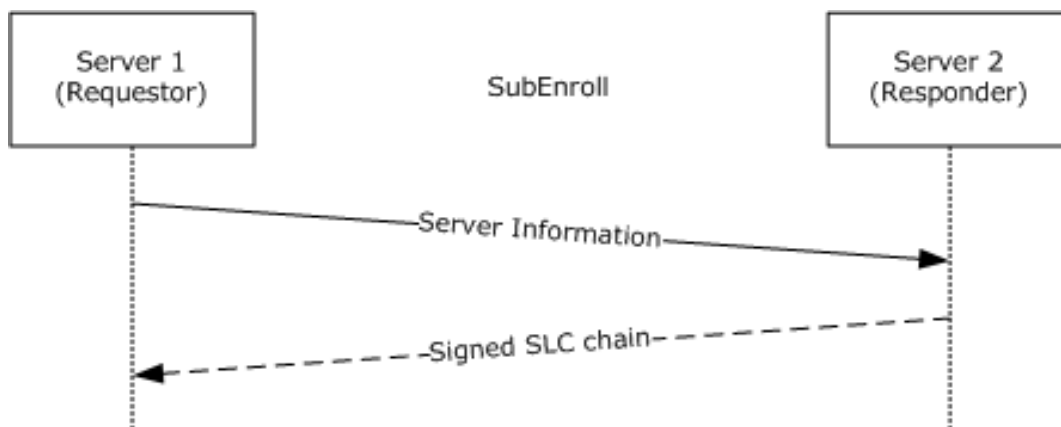 Server 1
(Requestor)
SubEnroll
Server 2
(Responder)
Server Information
Signed SLC chain